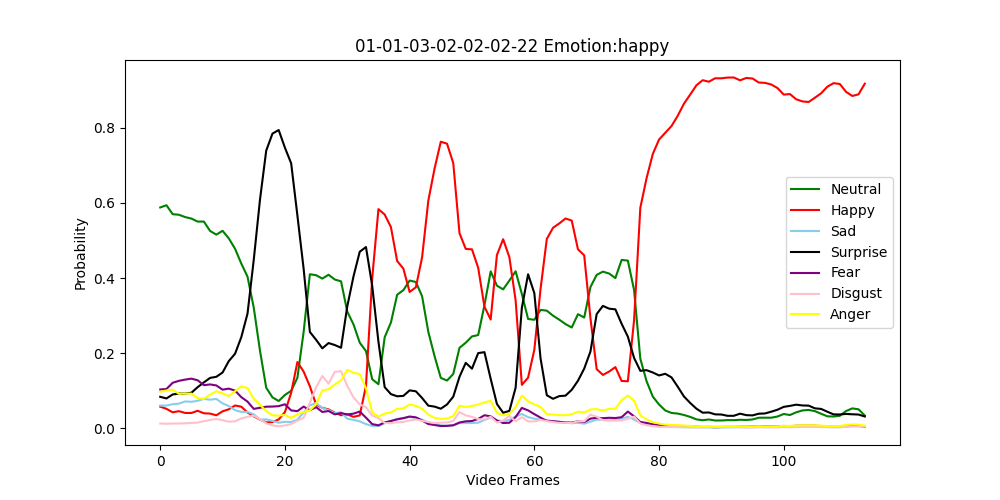 01-01-03-02-02-02-22 Emotion:happy
Probability
0.8
0.6
0.4
0.2
0.0
Neutral
Happy
Sad
Surprise
Fear
Disgust
Anger
0 20 40 60 80 100
Video Frames